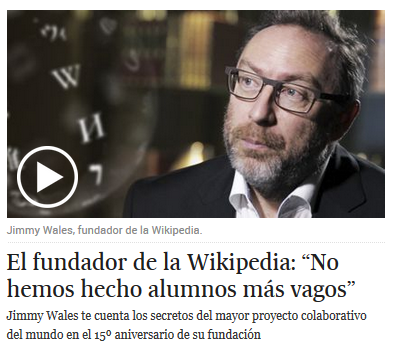 W
И
Jimmy Wales, fundador de la Wikipedia.
El fundador de la Wikipedia: “No
hemos hecho alumnos más vagos”
Jimmy Wales te cuenta los secretos del mayor proyecto colaborativo
del mundo en el 15º aniversario de su fundación